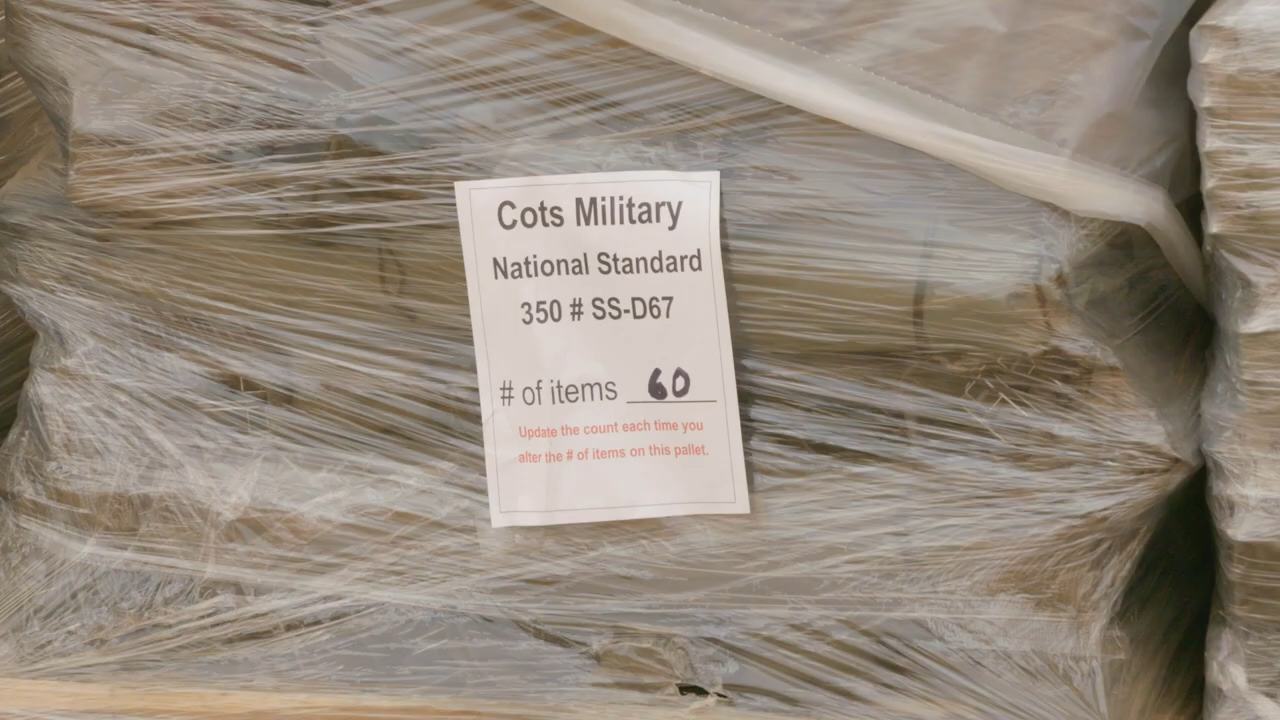 Cots Military
National Standard
350 # SS-D67
# of items 60
Update the count each time you
alter the # of items on this pallet.